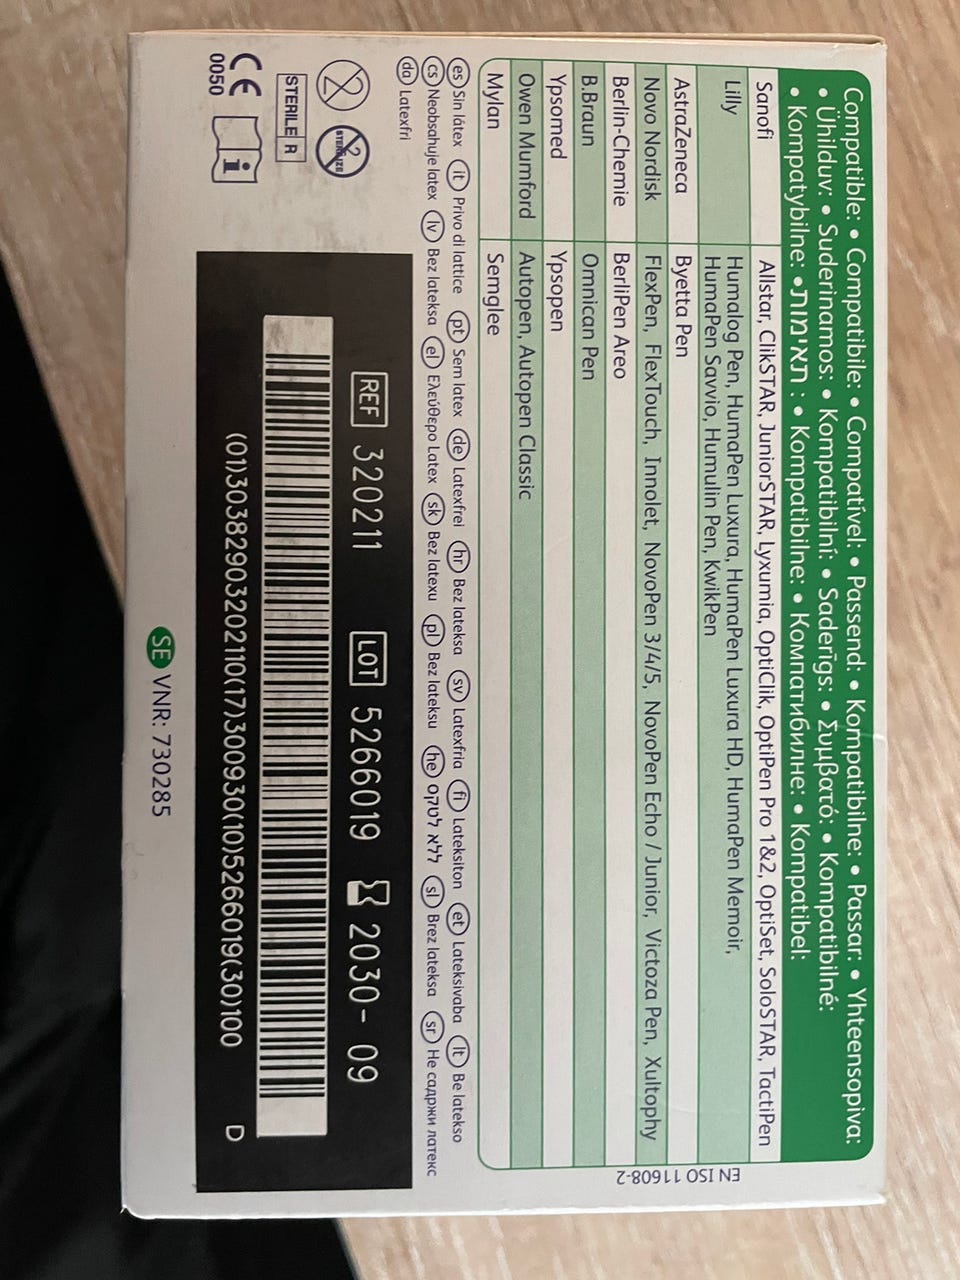 Compatible: • Compatibile: • Compatível: • Passend: • Kompatibilne: • Passar: • Yhteensopiva:
• Ühilduv: • Suderinamos: • Kompatibilní: • Saderīgs: • Συμβατό: • Kompatibilné:
• Kompatybilne: •תואימות : • Kompatibilne: • Компатибилне: • Kompatibel:
Sanofi Allstar, ClikSTAR, JuniorSTAR, Lyxumia, OptiClik, OptiPen Pro 1&2, OptiSet, SoloSTAR, TactiPen
Lilly Humalog Pen, HumaPen Luxura, HumaPen Luxura HD, HumaPen Memoir,
HumaPen Savvio, Humulin Pen, KwikPen
AstraZeneca Byetta Pen
Novo Nordisk FlexPen, FlexTouch, Innolet, NovoPen 3/4/5, NovoPen Echo / Junior, Victoza Pen, Xultophy
Berlin-Chemie BerliPen Areo
B.Braun Omnican Pen
Ypsomed Ypsopen
Owen Mumford Autopen, Autopen Classic
Mylan Semglee
EN ISO 11608-2
es Sin látex it Privo di lattice pt Sem latex de Latexfrei hr Bez lateksa sv Latexfria fi Lateksiton et Lateksivaba lt Be latekso
cs Neobsahuje latex lv Bez lateksa el Ελεύθερο Latex sk Bez latexu pl Bez lateksu he ללא לטקס sl Brez lateksa sr Не садржи латекс
da Latexfri
2 2 STERILIZE
STERILE R
CE
0050
i
REF 320211 LOT 5266019 2030-09
(01)30382903202110(17)300930(10)5266019(30)100
D
SE VNR: 730285